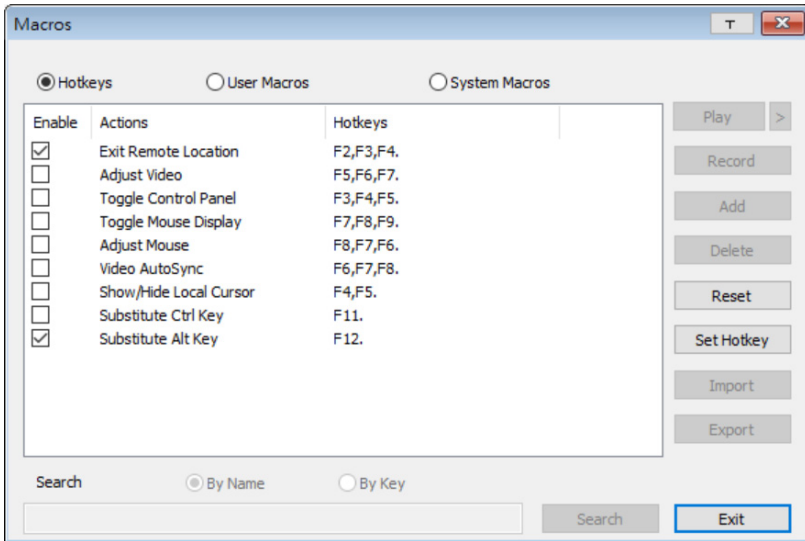 Macros
T
Hotkeys User Macros System Macros
Enable Actions Hotkeys
Exit Remote Location F2,F3,F4.
Adjust Video F5,F6,F7.
Toggle Control Panel F3,F4,F5.
Toggle Mouse Display F7,F8,F9.
Adjust Mouse F8,F7,F6.
Video AutoSync F6,F7,F8.
Show/Hide Local Cursor F4,F5.
Substitute Ctrl Key F11.
Substitute Alt Key F12.
Play >
Record
Add
Delete
Reset
Set Hotkey
Import
Export
Search By Name By Key
Search Exit